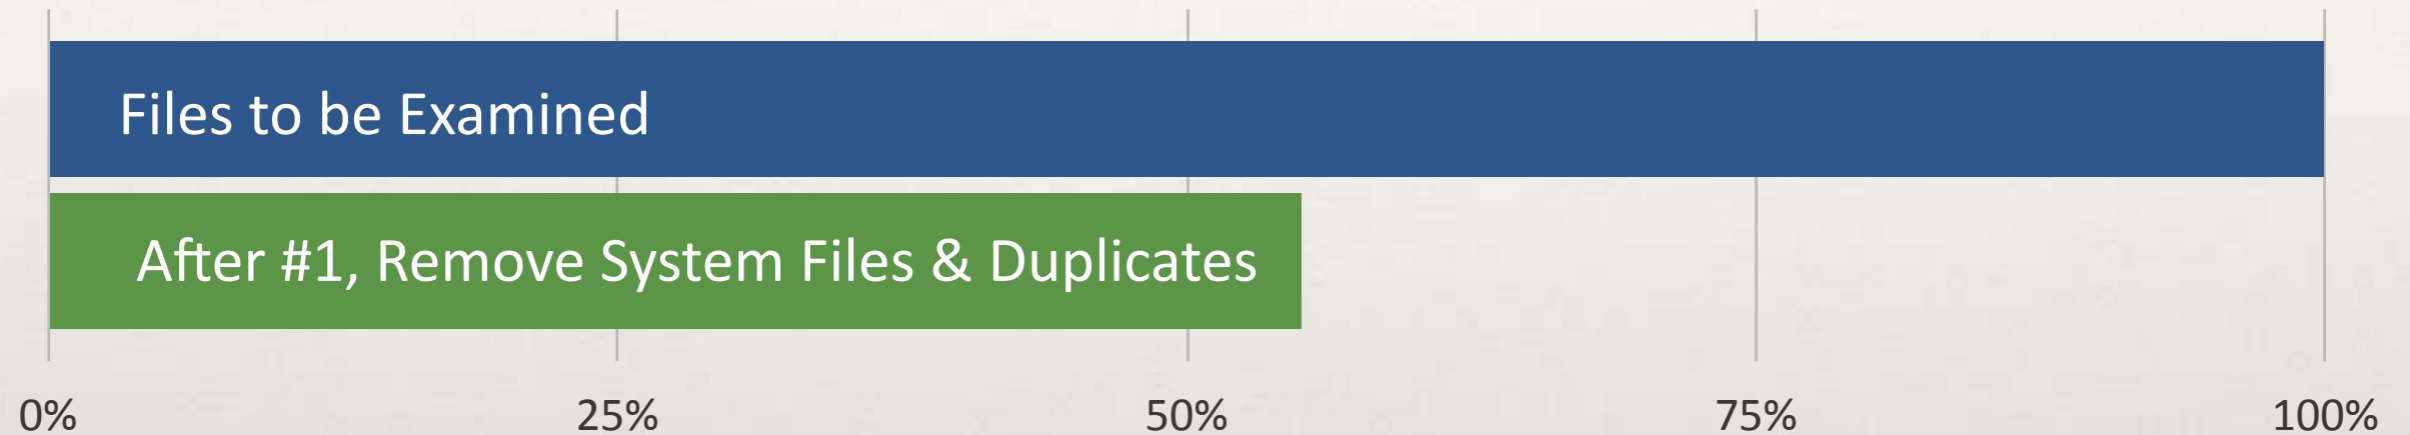 Files to be Examined
After #1, Remove System Files & Duplicates
0% 25% 50% 75% 100%